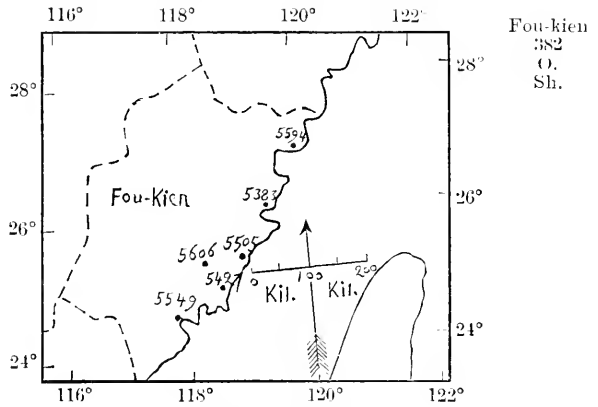 116° 118° 120° 122°
Fou-kien
382
O.
Sh.
28° 28°
5594
Fou-Kien
5383
26°
26°
5606 5505
5427
0 100 200
Kil. Kil.
5549
24°
24°
116° 118° 120° 122°